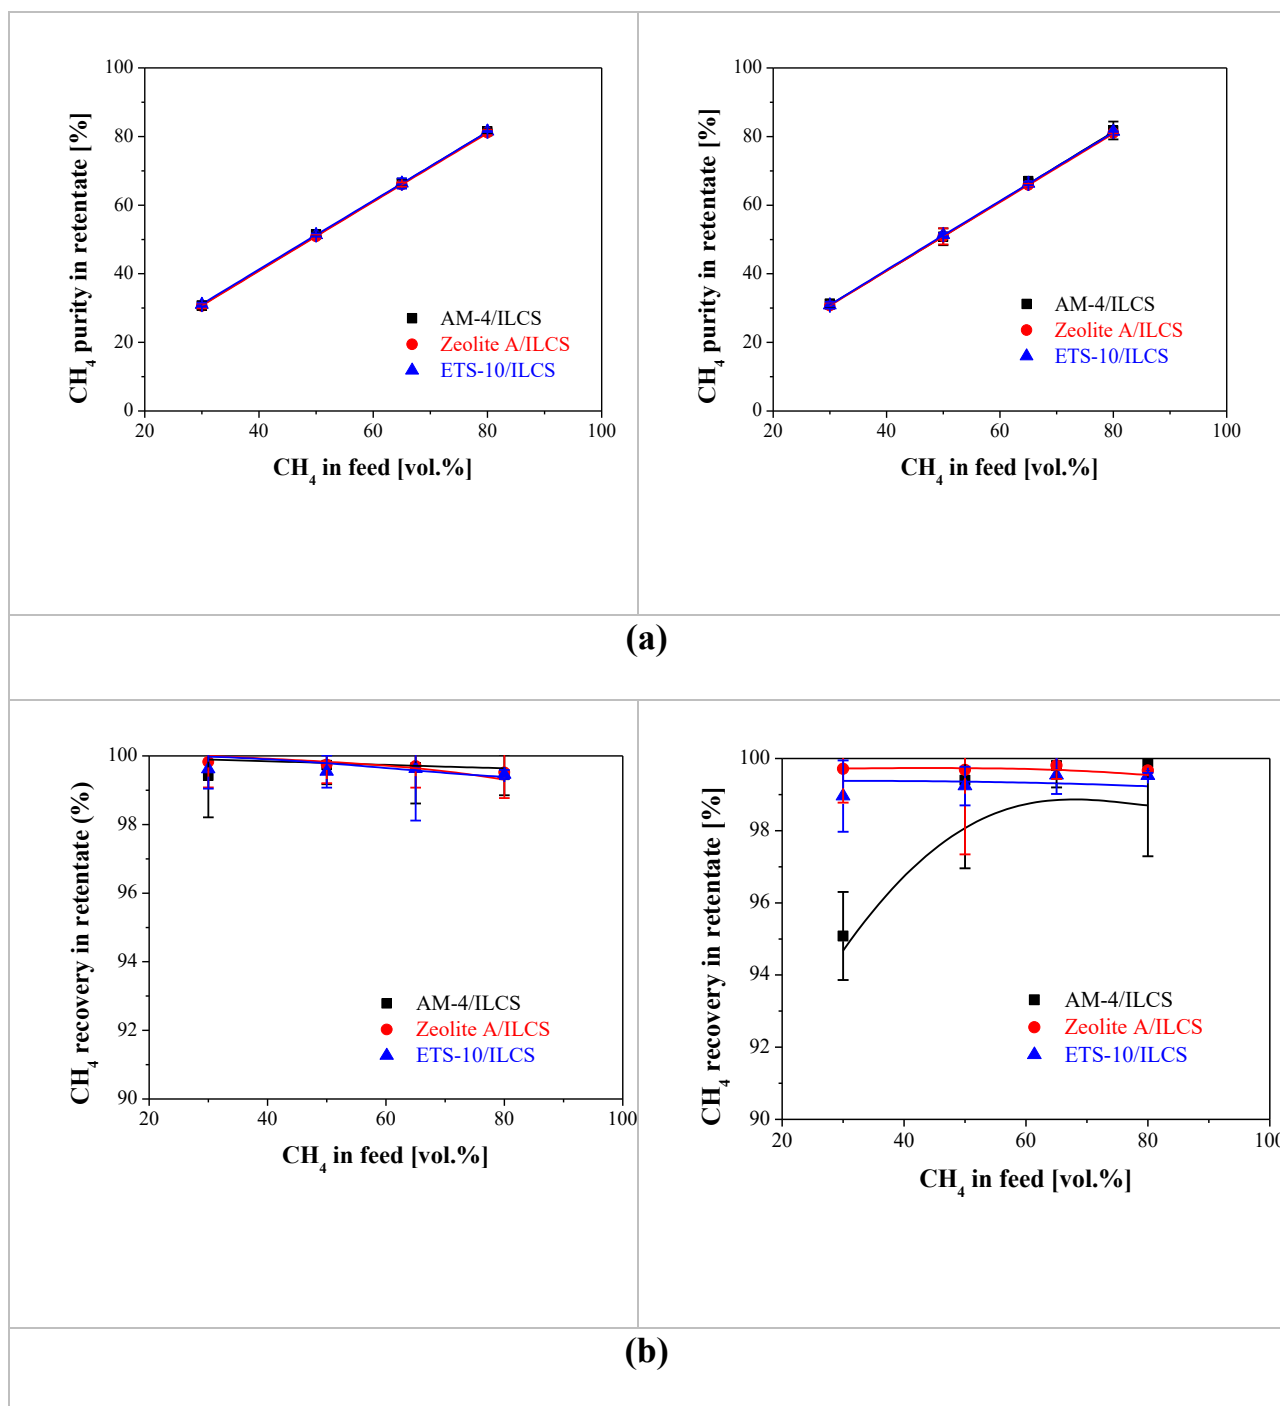 100
80
60
40
20
0
CH4 purity in retentate [%]
AM-4/ILCS
Zeolite A/ILCS
ETS-10/ILCS
20 40 60 80 100
CH4 in feed [vol.%]
100
80
60
40
20
0
CH4 purity in retentate [%]
AM-4/ILCS
Zeolite A/ILCS
ETS-10/ILCS
20 40 60 80 100
CH4 in feed [vol.%]
(a)
100
98
96
94
92
90
CH4 recovery in retentate (%)
AM-4/ILCS
Zeolite A/ILCS
ETS-10/ILCS
20 40 60 80 100
CH4 in feed [vol.%]
100
98
96
94
92
90
CH4 recovery in retentate [%]
AM-4/ILCS
Zeolite A/ILCS
ETS-10/ILCS
20 40 60 80 100
CH4 in feed [vol.%]
(b)